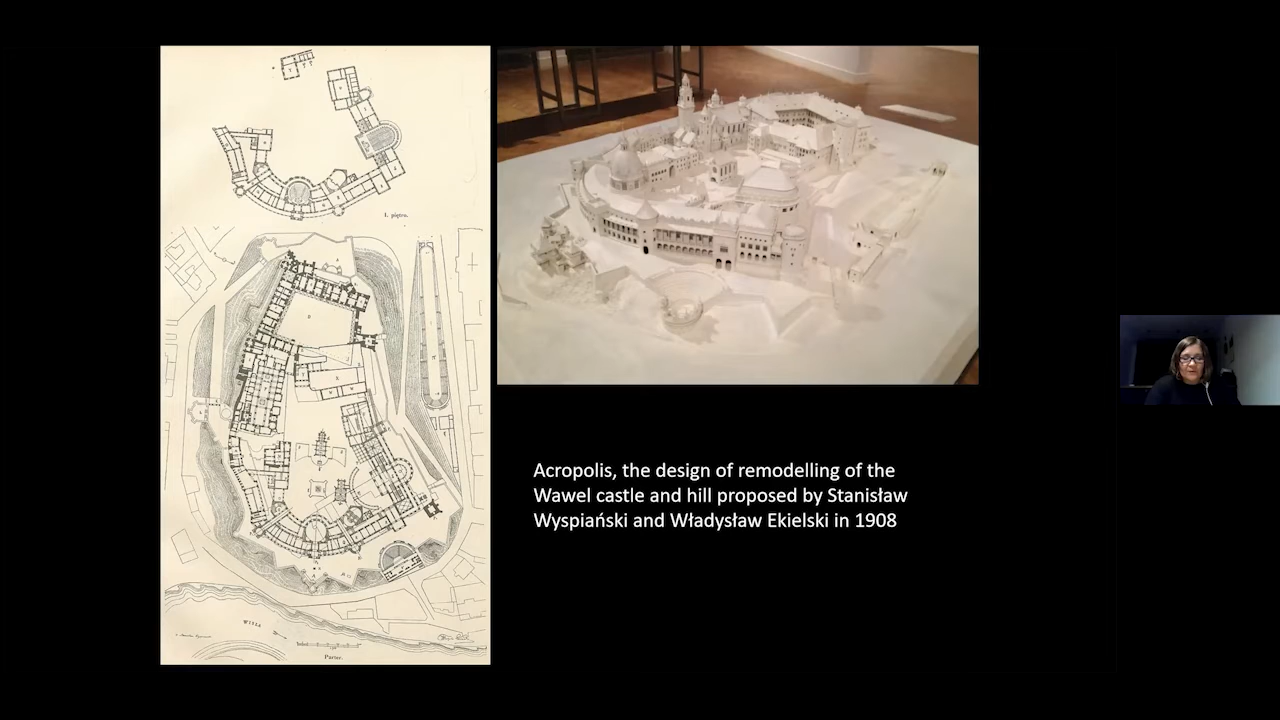 I. piętro.
WISŁA
Parter.
Acropolis, the design of remodelling of the
Wawel castle and hill proposed by Stanisław
Wyspiański and Władysław Ekielski in 1908